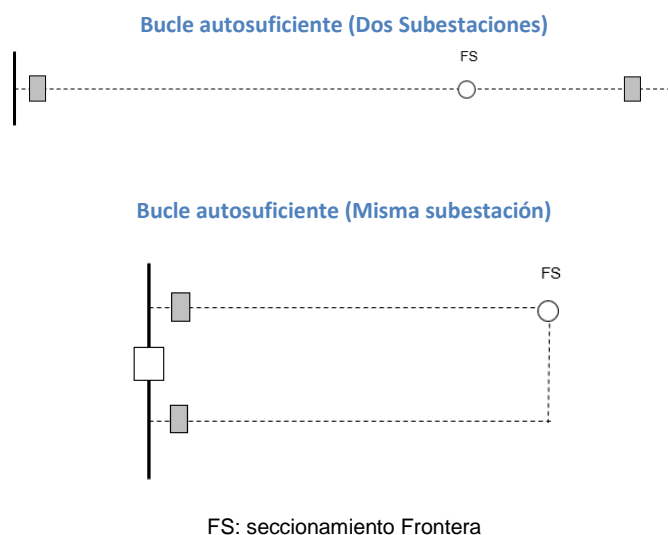 Bucle autosuficiente (Dos Subestaciones)
FS
Bucle autosuficiente (Misma subestación)
FS
FS: seccionamiento Frontera